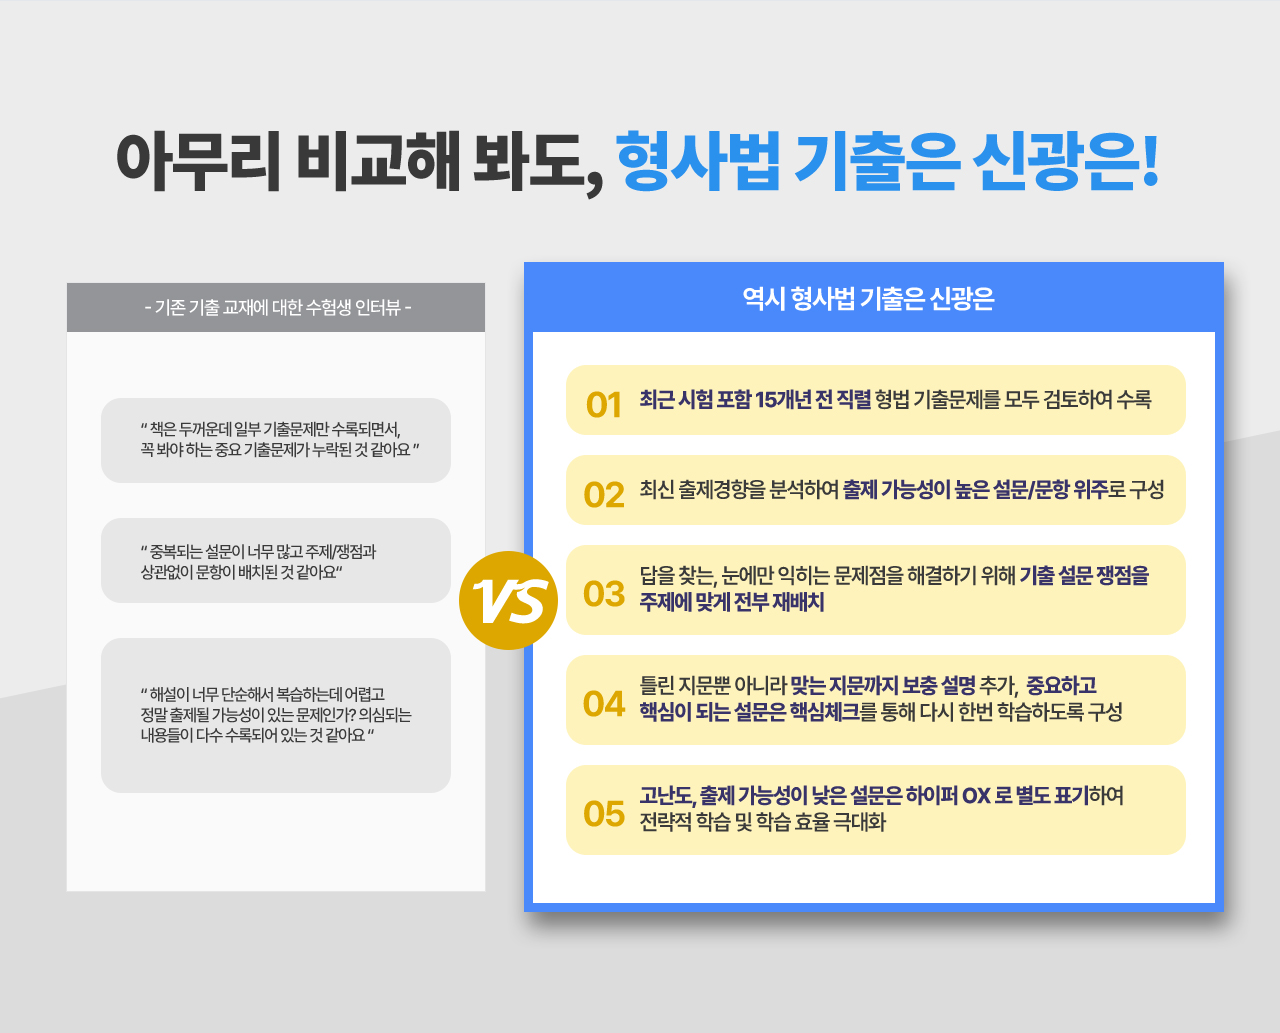 아무리 비교해 봐도, 형사법 기출은 신광은!
- 기존 기출 교재에 대한 수험생 인터뷰 -
“ 책은 두꺼운데 일부 기출문제만 수록되면서,
꼭 봐야 하는 중요 기출문제가 누락된 것 같아요 ”
“ 중복되는 설문이 너무 많고 주제/쟁점과
상관없이 문항이 배치된 것 같아요“
“ 해설이 너무 단순해서 복습하는데 어렵고
정말 출제될 가능성이 있는 문제인가? 의심되는
내용들이 다수 수록되어 있는 것 같아요 “
VS
역시 형사법 기출은 신광은
01 최근 시험 포함 15개년 전 직렬 형법 기출문제를 모두 검토하여 수록
02 최신 출제경향을 분석하여 출제 가능성이 높은 설문/문항 위주로 구성
03 답을 찾는, 눈에만 익히는 문제점을 해결하기 위해 기출 설문 쟁점을
주제에 맞게 전부 재배치
04 틀린 지문뿐 아니라 맞는 지문까지 보충 설명 추가, 중요하고
핵심이 되는 설문은 핵심체크를 통해 다시 한번 학습하도록 구성
05 고난도, 출제 가능성이 낮은 설문은 하이퍼 OX 로 별도 표기하여
전략적 학습 및 학습 효율 극대화